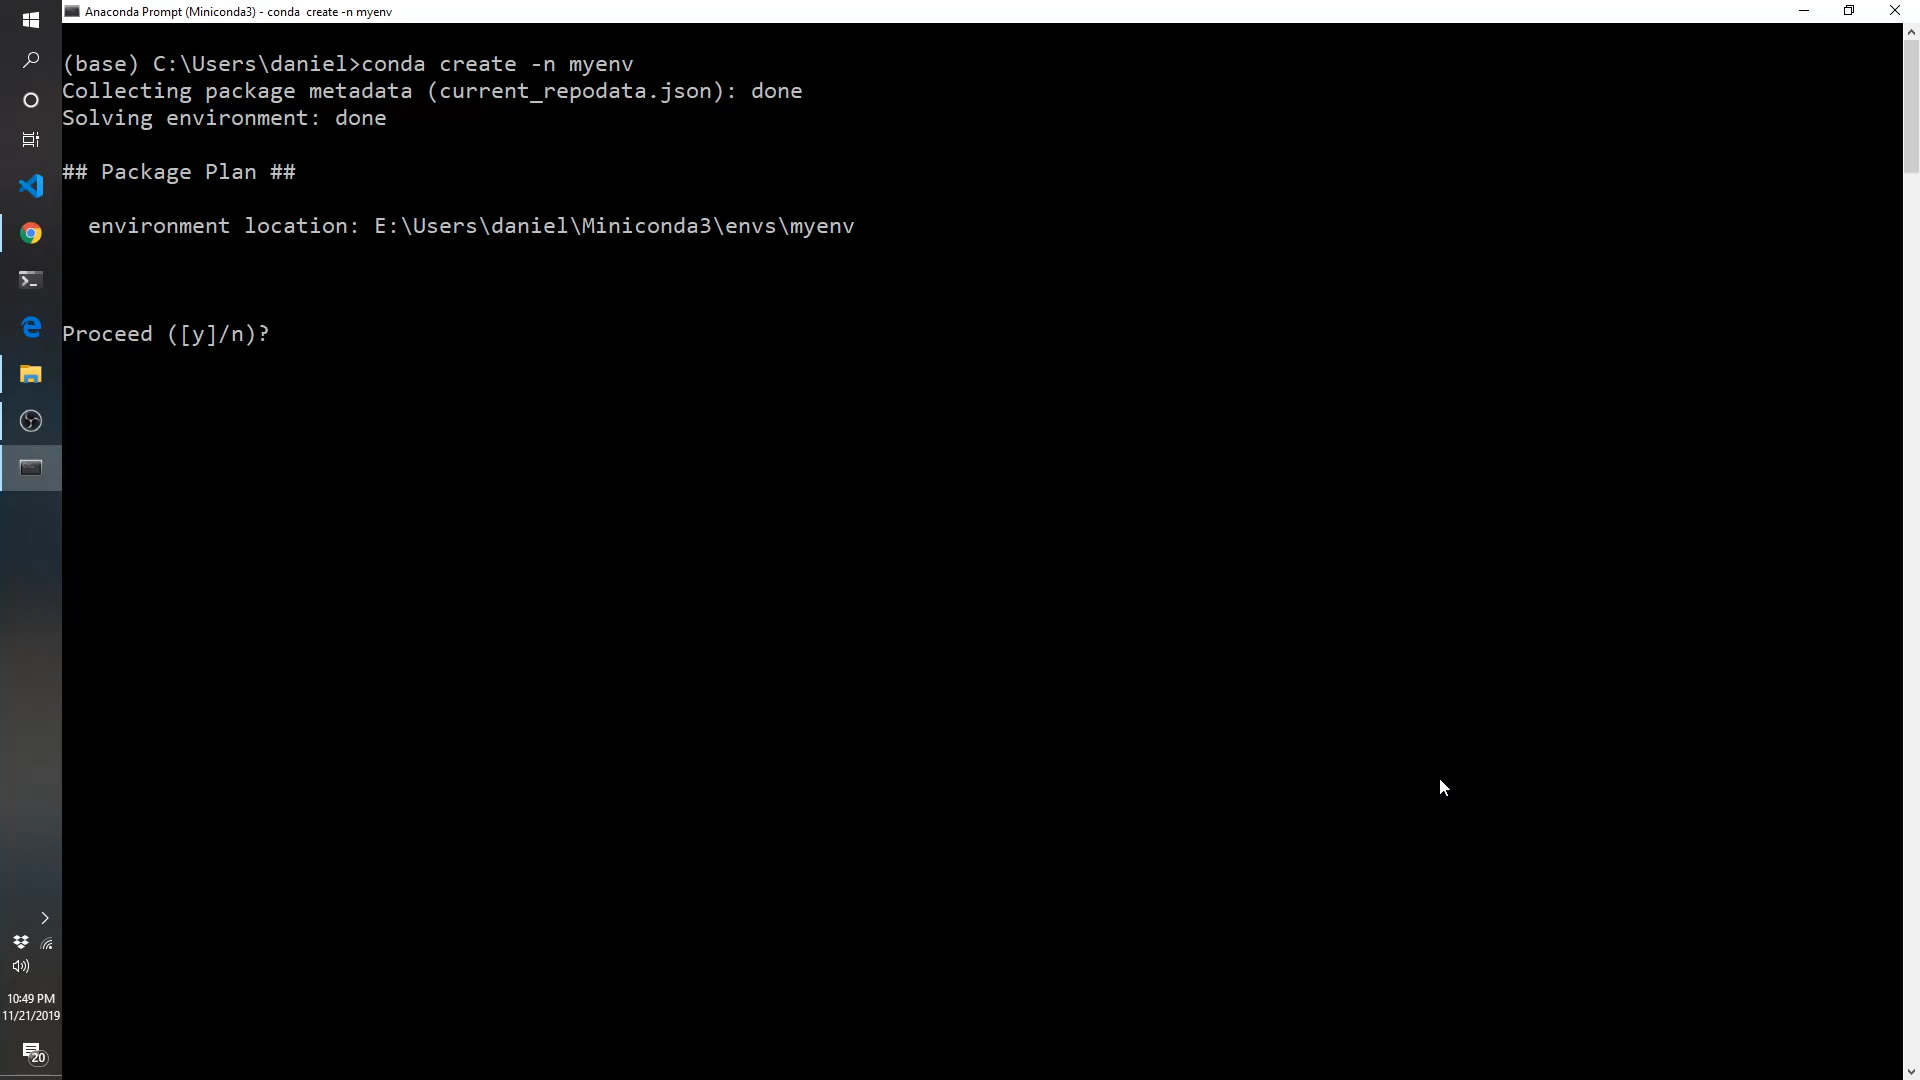 Anaconda Prompt (Miniconda3) - conda  create -n myenv
(base) C:\Users\daniel>conda create -n myenv
Collecting package metadata (current_repodata.json): done
Solving environment: done
## Package Plan ##
environment location: E:\Users\daniel\Miniconda3\envs\myenv
Proceed ([y]/n)?
10:49 PM
11/21/2019
20